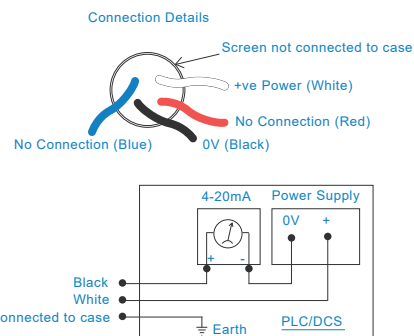 Connection Details
Screen not connected to case
+ve Power (White)
No Connection (Red)
No Connection (Blue)
0V (Black)
4-20mA
Power Supply
0V
+
+
-
Black
White
connected to case
Earth
PLC/DCS